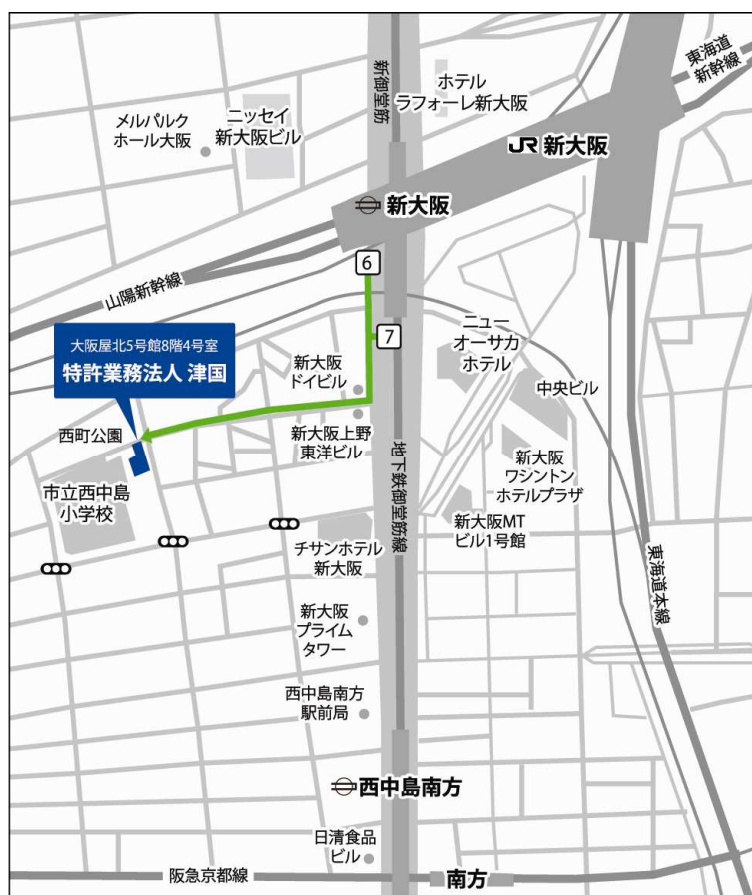 新御堂筋
ホテル
ラフォーレ新大阪
東海道
新幹線
メルパルク
ホール大阪
ニッセイ
新大阪ビル
JR 新大阪
新大阪
6
山陽新幹線
7
大阪屋北5号館8階4号室
特許業務法人 津国
新大阪
ドイビル
ニュー
オーサカ
ホテル
中央ビル
西町公園
新大阪上野
東洋ビル
地下鉄御堂筋線
新大阪
ワシントン
ホテルプラザ
市立西中島
小学校
新大阪MT
ビル1号館
チサンホテル
新大阪
東海道本線
新大阪
プライム
タワー
西中島南方
駅前局
西中島南方
日清食品
ビル
阪急京都線
南方